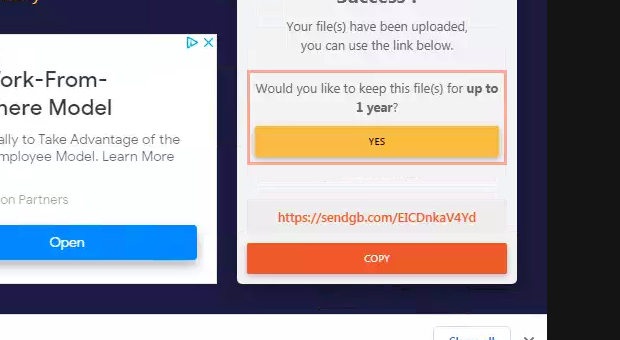 Success !
Your file(s) have been uploaded,
you can use the link below.
ork-From-
here Model
ally to Take Advantage of the
mployee Model. Learn More
on Partners
Open
Would you like to keep this file(s) for up to
1 year?
YES
https://sendgb.com/EICDnkaV4Yd
COPY